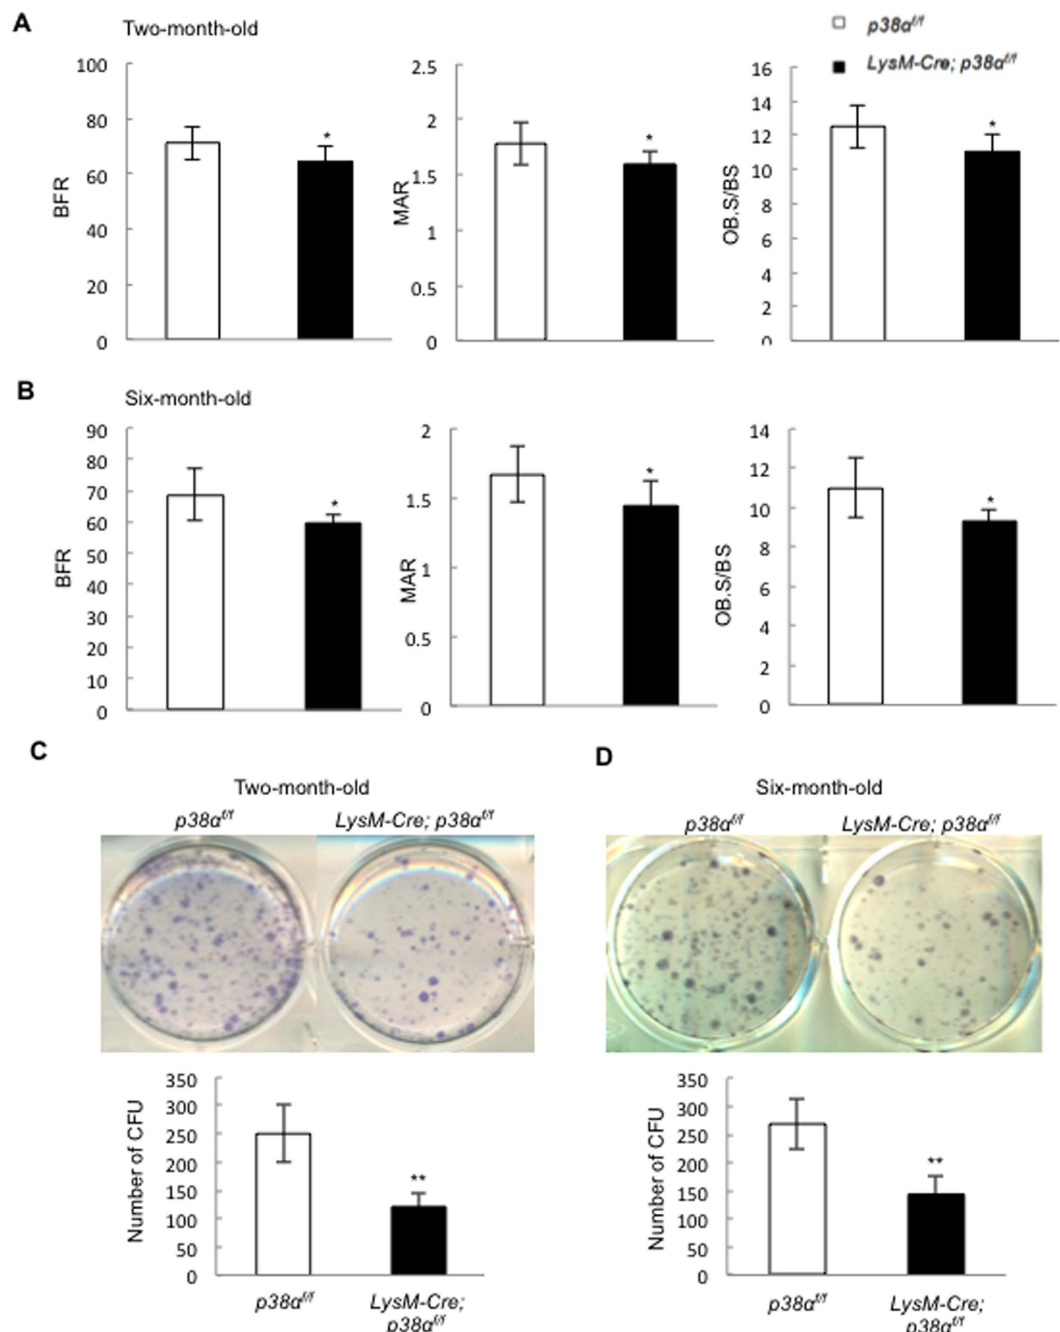 A
Two-month-old
p38α^f/f
LysM-Cre; p38α^f/f
100
80
60
40
20
0
BFR
*
2.5
2
1.5
1
0.5
0
MAR
*
16
14
12
10
8
6
4
2
0
OB.S/BS
*
B
Six-month-old
90
80
70
60
50
40
30
20
10
0
BFR
*
2
1.5
1
0.5
0
MAR
*
14
12
10
8
6
4
2
0
OB.S/BS
*
C
Two-month-old
p38α^f/f LysM-Cre; p38α^f/f
350
300
250
200
150
100
50
0
Number of CFU
**
p38α^f/f
LysM-Cre;
p38α^f/f
D
Six-month-old
p38α^f/f LysM-Cre; p38α^f/f
350
300
250
200
150
100
50
0
Number of CFU
**
p38α^f/f
LysM-Cre;
p38α^f/f